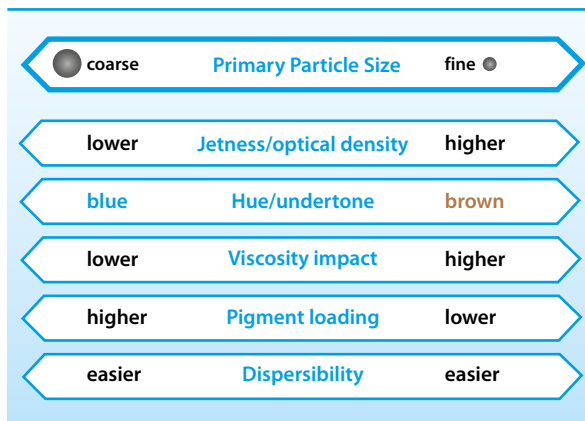 coarse Primary Particle Size fine
lower Jetness/optical density higher
blue Hue/undertone brown
lower Viscosity impact higher
higher Pigment loading lower
easier Dispersibility easier